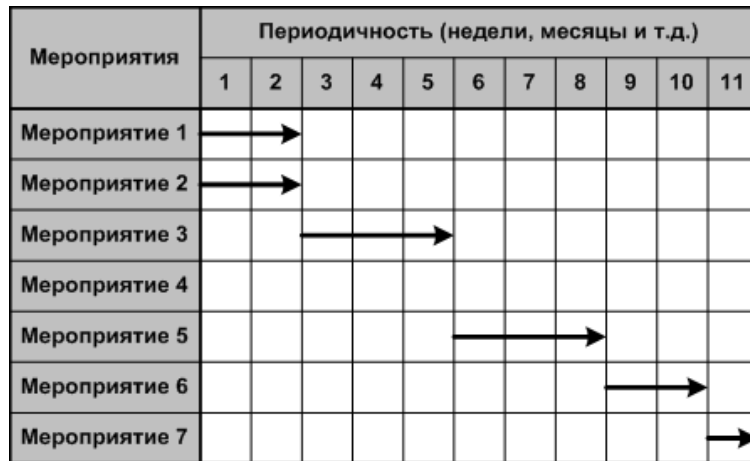 Мероприятия
Периодичность (недели, месяцы и т.д.)
1 2 3 4 5 6 7 8 9 10 11
Мероприятие 1
Мероприятие 2
Мероприятие 3
Мероприятие 4
Мероприятие 5
Мероприятие 6
Мероприятие 7